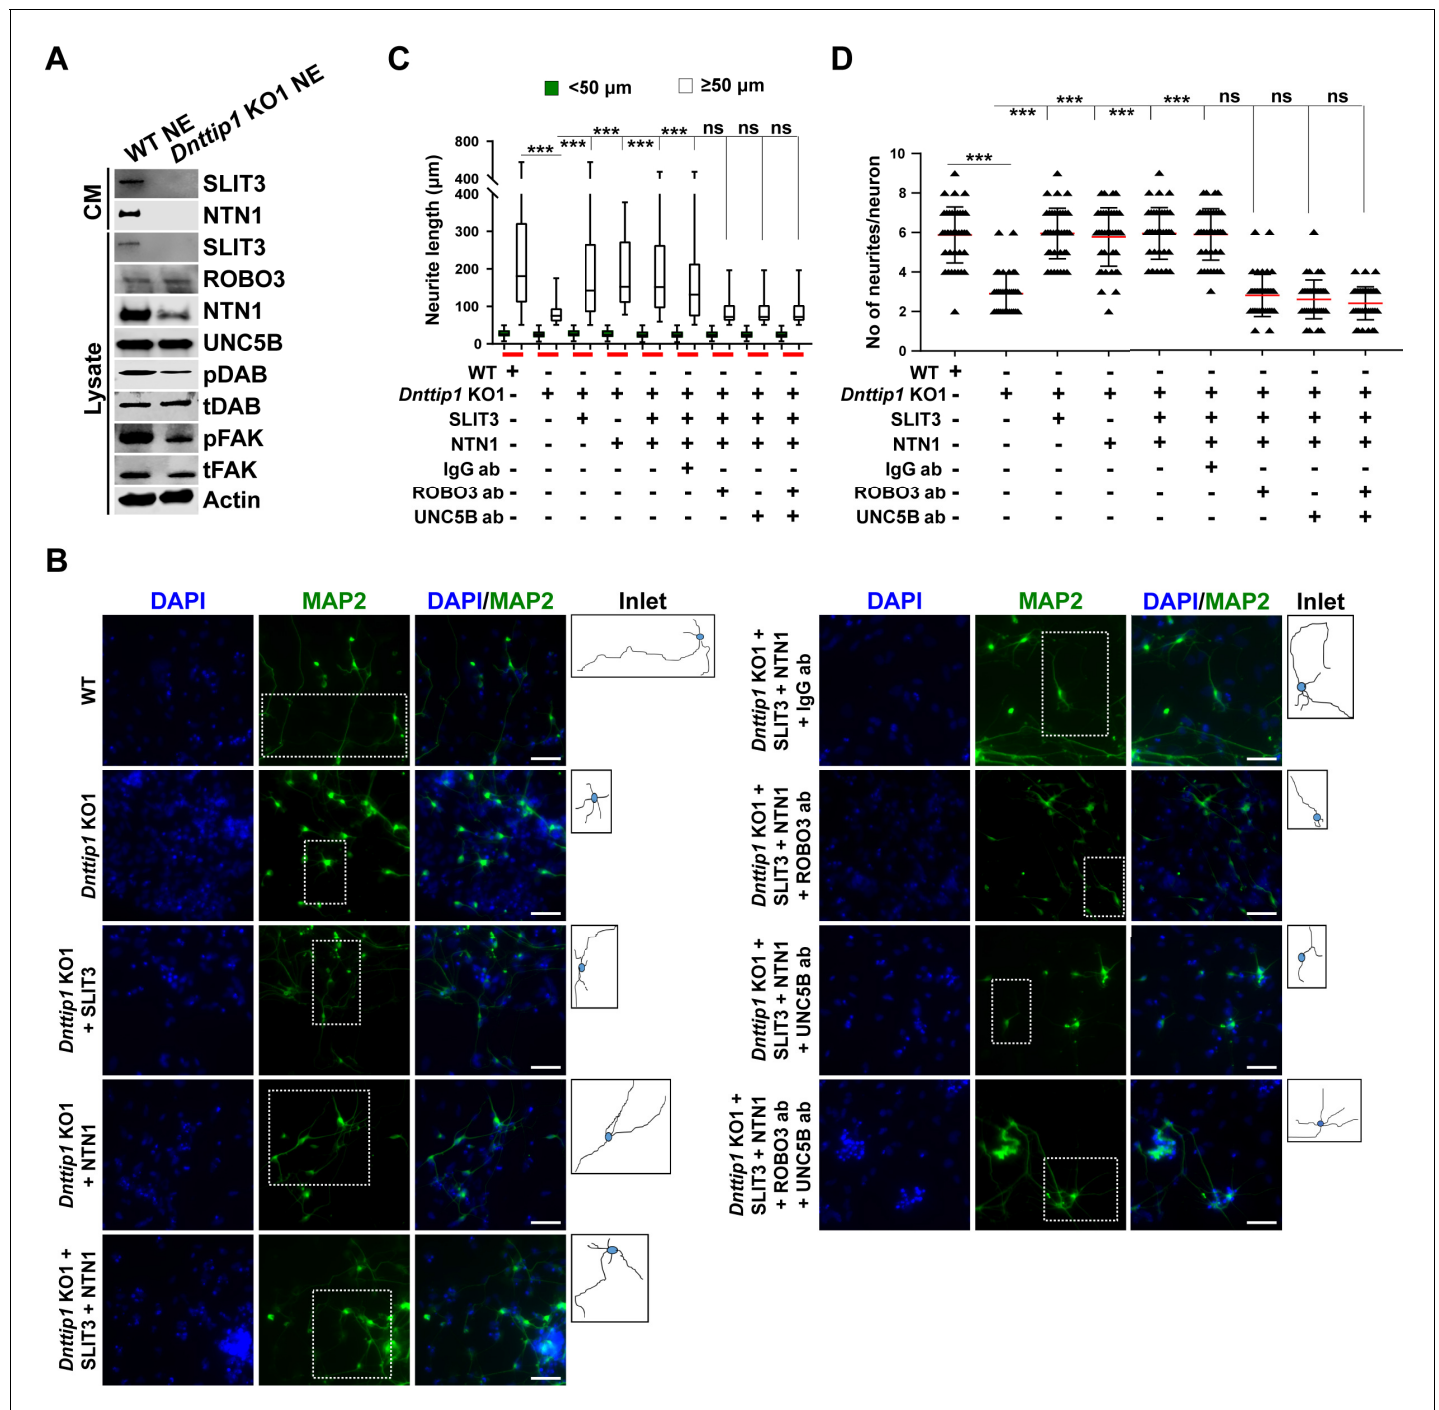 A
WT NE
Dnttip1 KO1 NE
CM
SLIT3
NTN1
Lysate
SLIT3
ROBO3
NTN1
UNC5B
pDAB
tDAB
pFAK
tFAK
Actin
C
<50 µm
≥50 µm
Neurite length (µm)
800
400
400
300
200
100
0
*** *** *** *** *** ns ns ns
WT + - - - - - - - -
Dnttip1 KO1 - + + + + + + + +
SLIT3 - - + - + + + + +
NTN1 - - - + + + + + +
IgG ab - - - - - + - - -
ROBO3 ab - - - - - - + - +
UNC5B ab - - - - - - - + +
D
No of neurites/neuron
10
8
6
4
2
0
*** *** *** *** *** ns ns ns
WT + - - - - - - - -
Dnttip1 KO1 - + + + + + + + +
SLIT3 - - + - + + + + +
NTN1 - - - + + + + + +
IgG ab - - - - - + - - -
ROBO3 ab - - - - - - + - +
UNC5B ab - - - - - - - + +
B
DAPI MAP2 DAPI/MAP2 Inlet
WT
Dnttip1 KO1
Dnttip1 KO1
+ SLIT3
Dnttip1 KO1
+ NTN1
Dnttip1 KO1 +
SLIT3 + NTN1
DAPI MAP2 DAPI/MAP2 Inlet
Dnttip1 KO1 +
SLIT3 + NTN1
+ IgG ab
Dnttip1 KO1 +
SLIT3 + NTN1
+ ROBO3 ab
Dnttip1 KO1 +
SLIT3 + NTN1
+ UNC5B ab
Dnttip1 KO1 +
SLIT3 + NTN1
+ ROBO3 ab
+ UNC5B ab